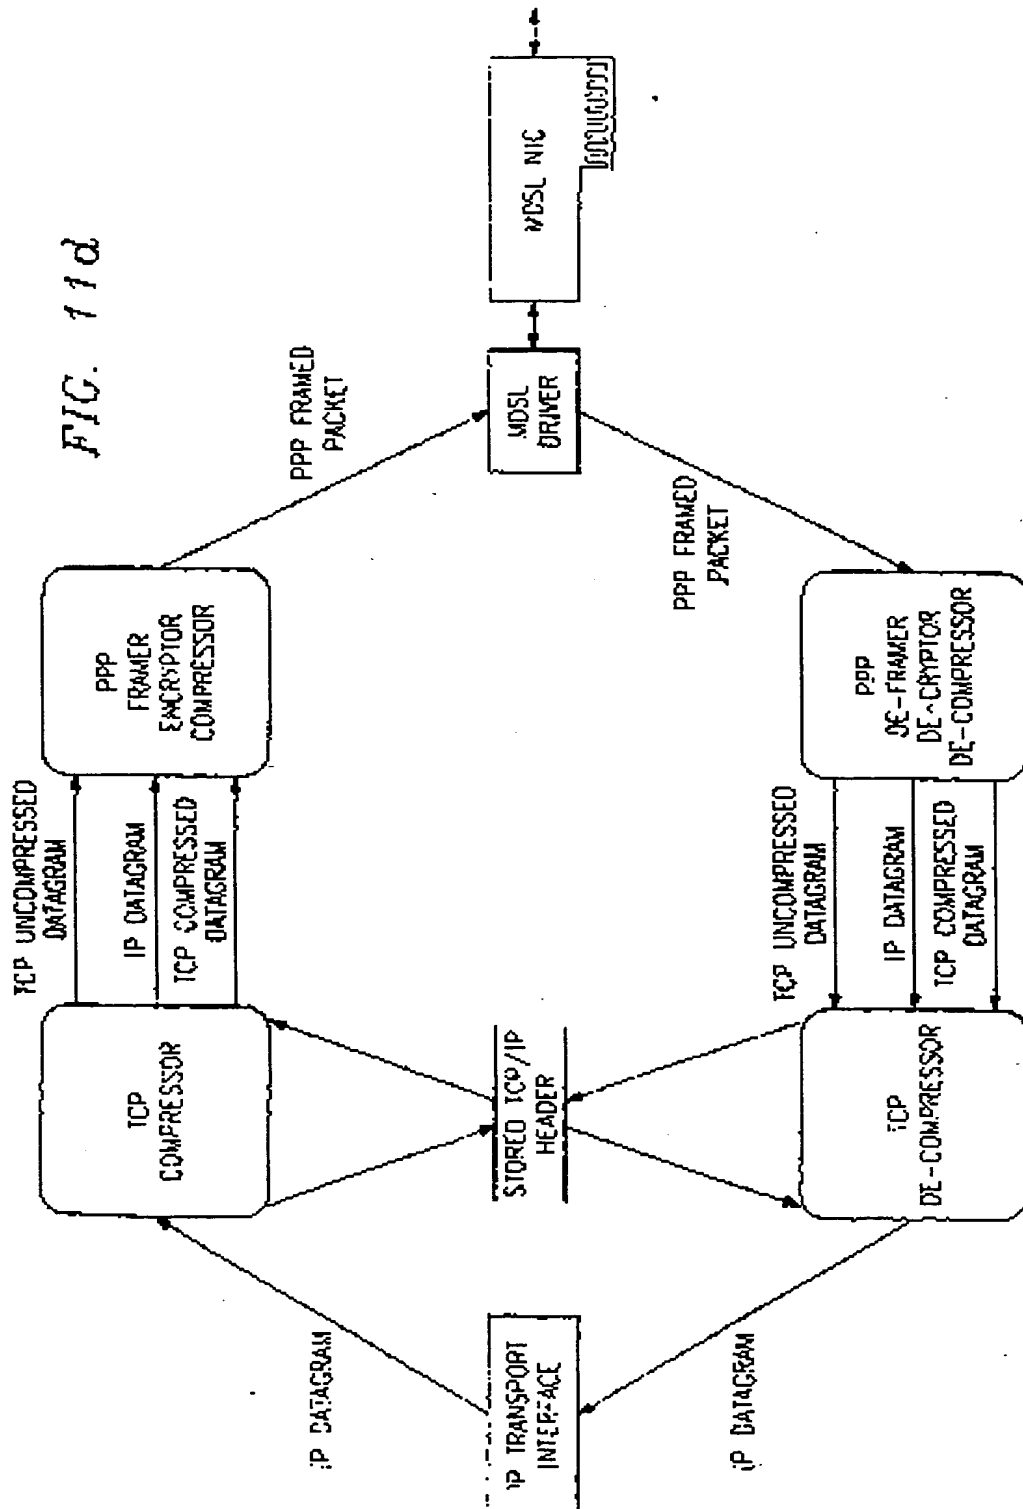 FIG. 11d
IP DATAGRAM
TCP
COMPRESSOR
TCP UNCOMPRESSED
DATAGRAM
IP DATAGRAM
TCP COMPRESSED
DATAGRAM
PPP
FRAMER
ENCRYPTOR
COMPRESSOR
PPP FRAMED
PACKET
IP TRANSPORT
INTERFACE
STORED TCP/IP
HEADER
MDSL
DRIVER
MDSL NIC
IP DATAGRAM
TCP
DE-COMPRESSOR
TCP UNCOMPRESSED
DATAGRAM
IP DATAGRAM
TCP COMPRESSED
DATAGRAM
PPP
DE-FRAMER
DE-CRYPTOR
DE-COMPRESSOR
PPP FRAMED
PACKET